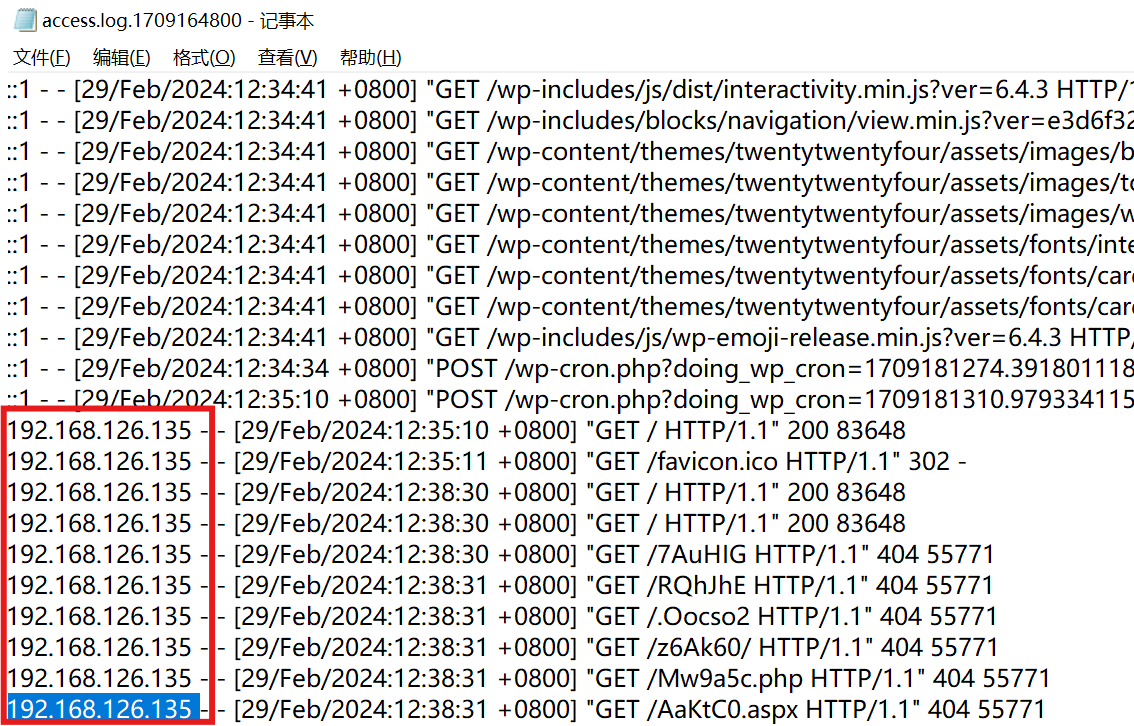 access.log.1709164800 - 记事本
文件(F) 编辑(E) 格式(O) 查看(V) 帮助(H)
::1 - - [29/Feb/2024:12:34:41 +0800] "GET /wp-includes/js/dist/interactivity.min.js?ver=6.4.3 HTTP/1
::1 - - [29/Feb/2024:12:34:41 +0800] "GET /wp-includes/blocks/navigation/view.min.js?ver=e3d6f32
::1 - - [29/Feb/2024:12:34:41 +0800] "GET /wp-content/themes/twentytwentyfour/assets/images/b
::1 - - [29/Feb/2024:12:34:41 +0800] "GET /wp-content/themes/twentytwentyfour/assets/images/to
::1 - - [29/Feb/2024:12:34:41 +0800] "GET /wp-content/themes/twentytwentyfour/assets/images/w
::1 - - [29/Feb/2024:12:34:41 +0800] "GET /wp-content/themes/twentytwentyfour/assets/fonts/inte
::1 - - [29/Feb/2024:12:34:41 +0800] "GET /wp-content/themes/twentytwentyfour/assets/fonts/card
::1 - - [29/Feb/2024:12:34:41 +0800] "GET /wp-content/themes/twentytwentyfour/assets/fonts/card
::1 - - [29/Feb/2024:12:34:41 +0800] "GET /wp-includes/js/wp-emoji-release.min.js?ver=6.4.3 HTTP/
::1 - - [29/Feb/2024:12:34:34 +0800] "POST /wp-cron.php?doing_wp_cron=1709181274.391801118
::1 - - [29/Feb/2024:12:35:10 +0800] "POST /wp-cron.php?doing_wp_cron=1709181310.979334115
192.168.126.135 - - [29/Feb/2024:12:35:10 +0800] "GET / HTTP/1.1" 200 83648
192.168.126.135 - - [29/Feb/2024:12:35:11 +0800] "GET /favicon.ico HTTP/1.1" 302 -
192.168.126.135 - - [29/Feb/2024:12:38:30 +0800] "GET / HTTP/1.1" 200 83648
192.168.126.135 - - [29/Feb/2024:12:38:30 +0800] "GET / HTTP/1.1" 200 83648
192.168.126.135 - - [29/Feb/2024:12:38:30 +0800] "GET /7AuHIG HTTP/1.1" 404 55771
192.168.126.135 - - [29/Feb/2024:12:38:31 +0800] "GET /RQhJhE HTTP/1.1" 404 55771
192.168.126.135 - - [29/Feb/2024:12:38:31 +0800] "GET /.Oocso2 HTTP/1.1" 404 55771
192.168.126.135 - - [29/Feb/2024:12:38:31 +0800] "GET /z6Ak60/ HTTP/1.1" 404 55771
192.168.126.135 - - [29/Feb/2024:12:38:31 +0800] "GET /Mw9a5c.php HTTP/1.1" 404 55771
192.168.126.135 - - [29/Feb/2024:12:38:31 +0800] "GET /AaKtC0.aspx HTTP/1.1" 404 55771